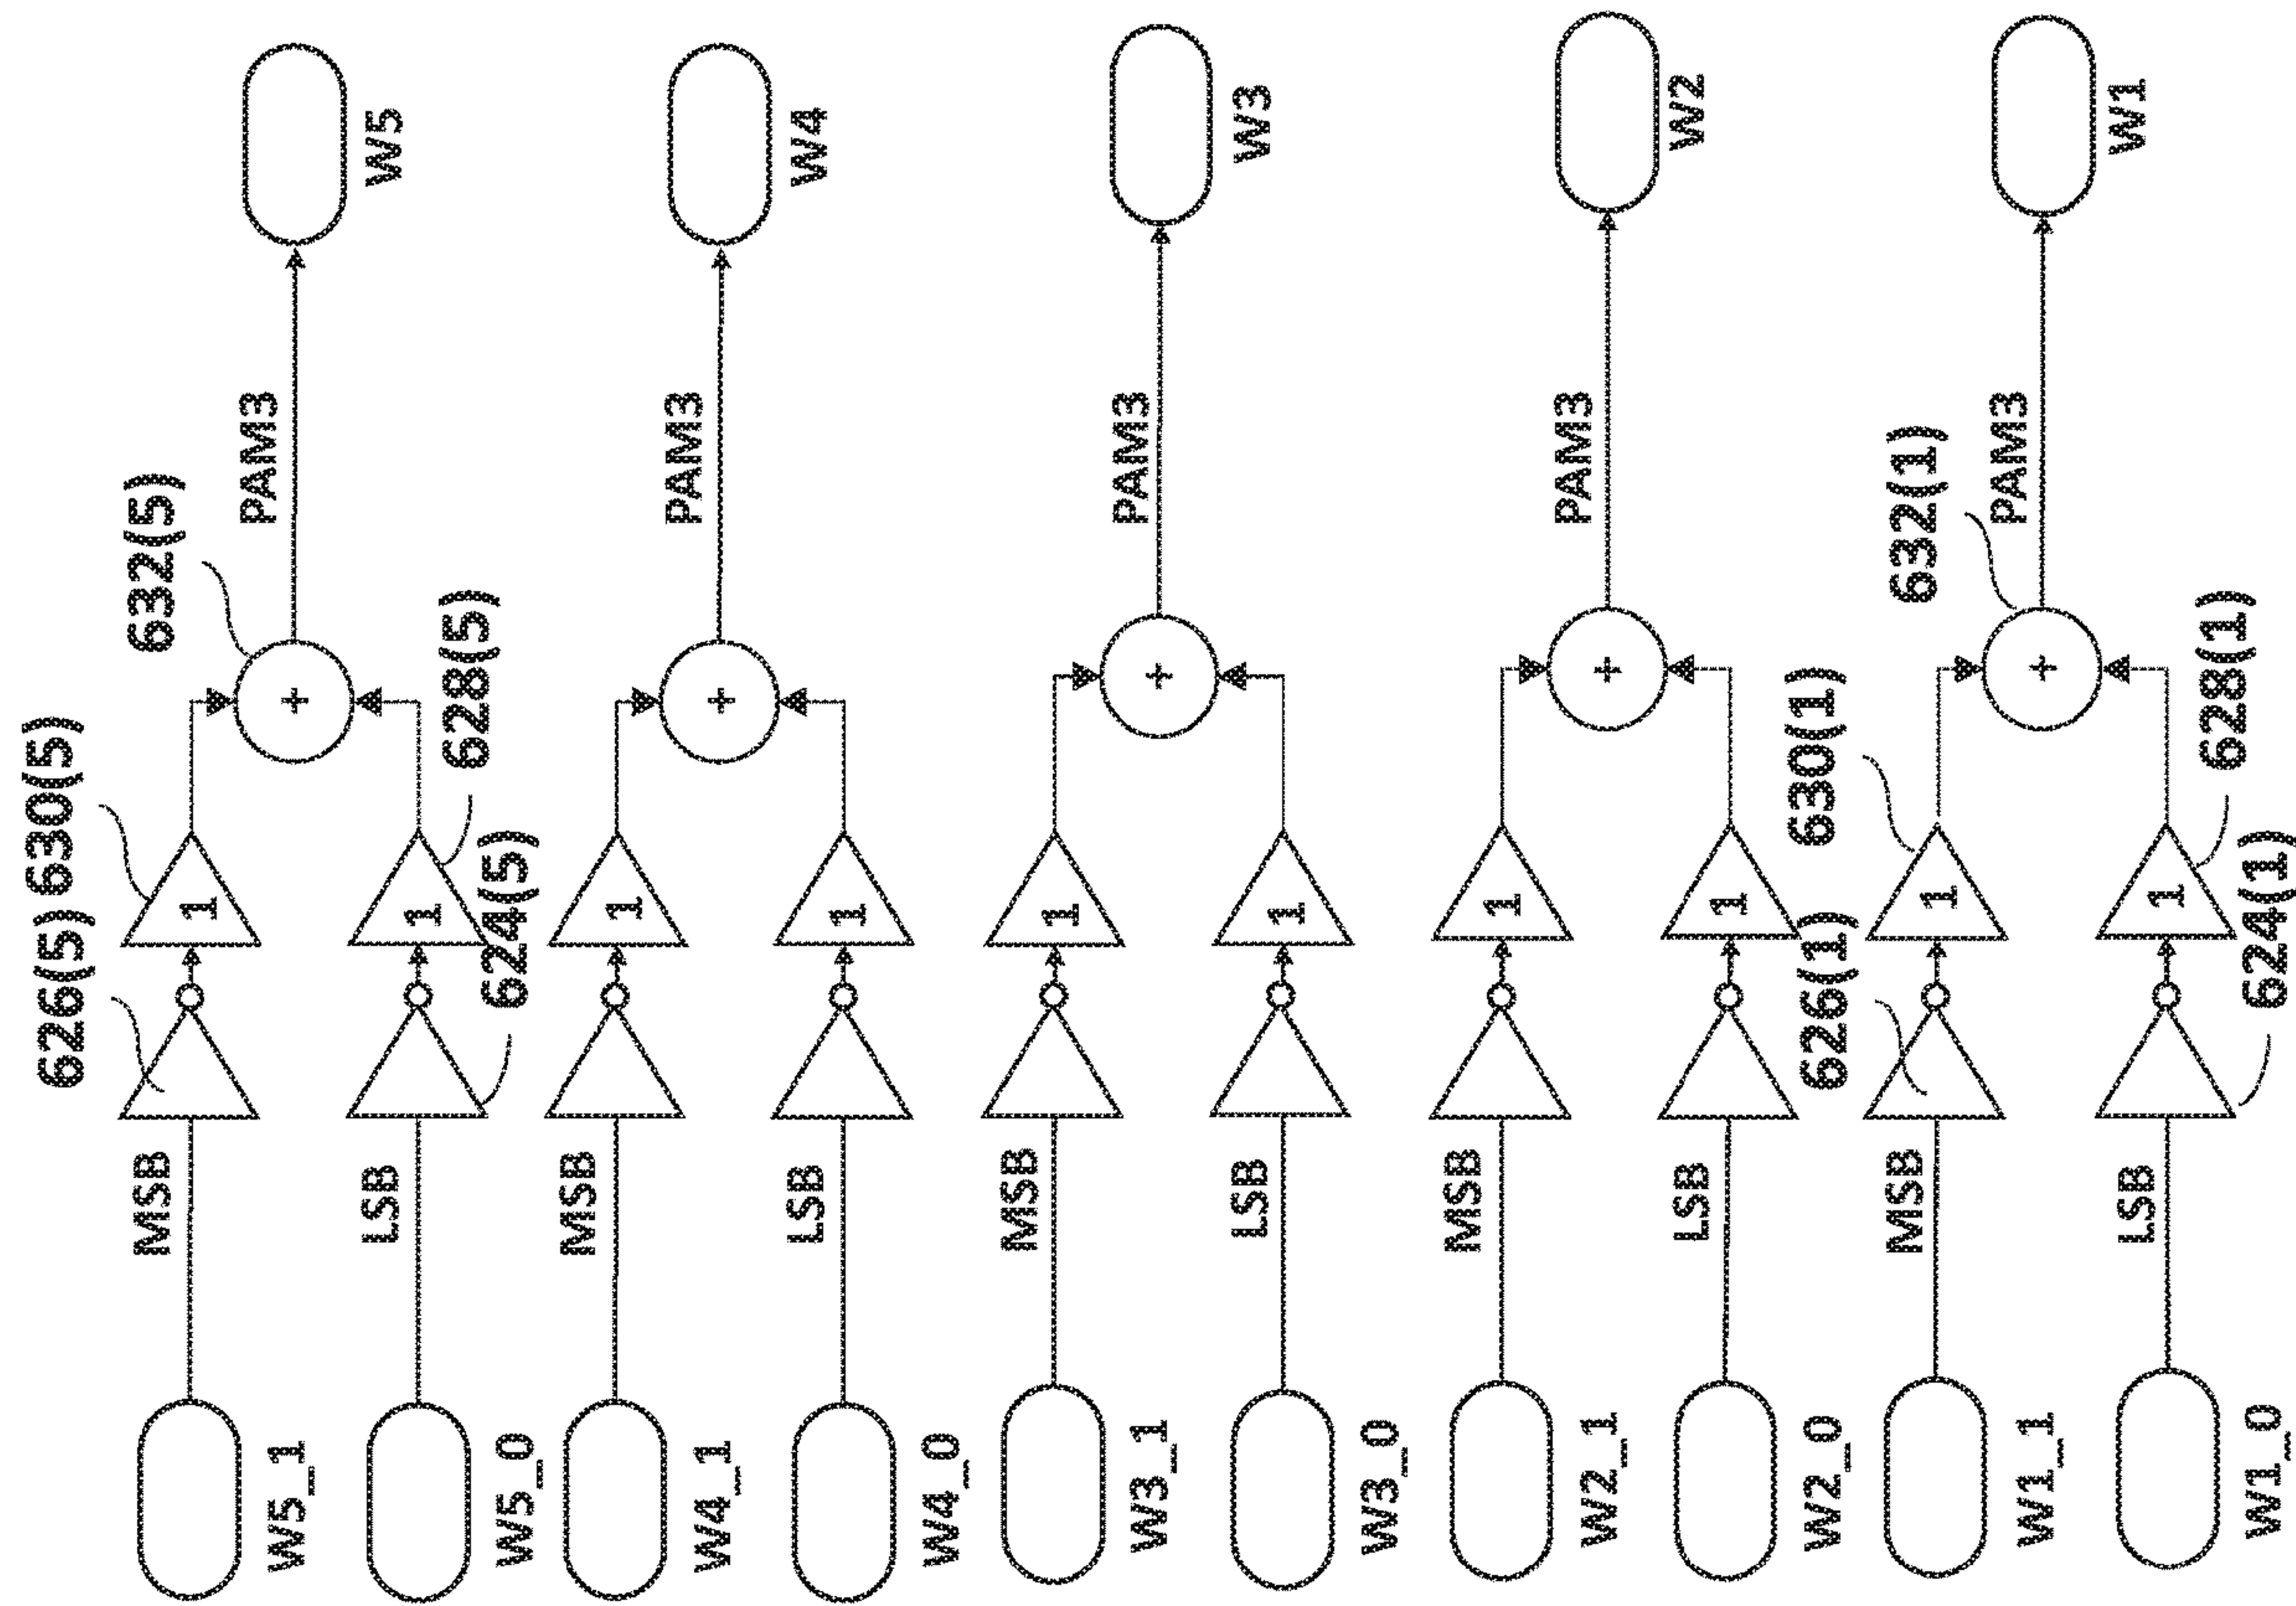 626(5)
630(5)
632(5)
MSB
1
PAM3
+
W5_1
LSB
W5
1
628(5)
624(5)
W5_0
MSB
1
PAM3
+
W4_1
LSB
W4
1
W4_0
MSB
1
PAM3
+
W3_1
LSB
W3
1
W3_0
MSB
1
PAM3
+
W2_1
LSB
W2
1
W2_0
626(1)
630(1)
632(1)
MSB
1
PAM3
+
W1_1
LSB
W1
1
628(1)
624(1)
W1_0